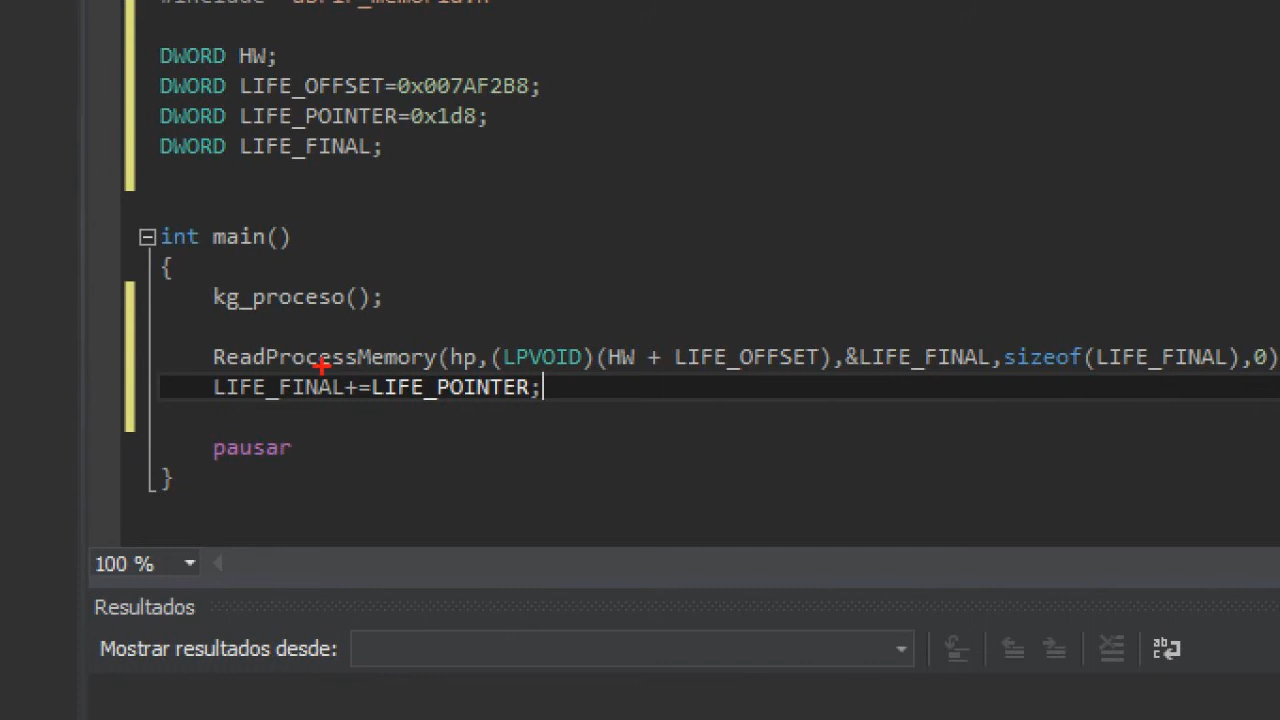 DWORD HW;
DWORD LIFE_OFFSET=0x007AF2B8;
DWORD LIFE_POINTER=0x1d8;
DWORD LIFE_FINAL;
int main()
{
kg_proceso();
ReadProcessMemory(hp,(LPVOID)(HW + LIFE_OFFSET),&LIFE_FINAL,sizeof(LIFE_FINAL),0)
LIFE_FINAL+=LIFE_POINTER;
pausar
}
100 %
Resultados
Mostrar resultados desde: